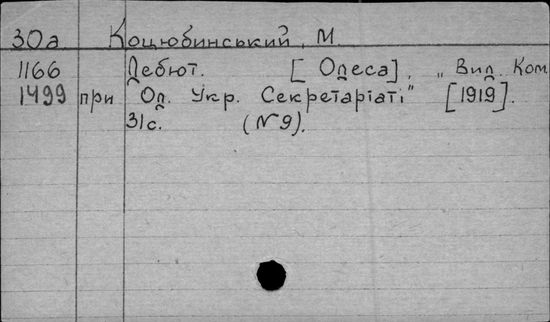 30а Коцюбинський, М.
1166 Дебют. [Одеса], „Вид. Ком.
1499 при Од. Укр. Секретаріаті" [1919].
31с. (№9).